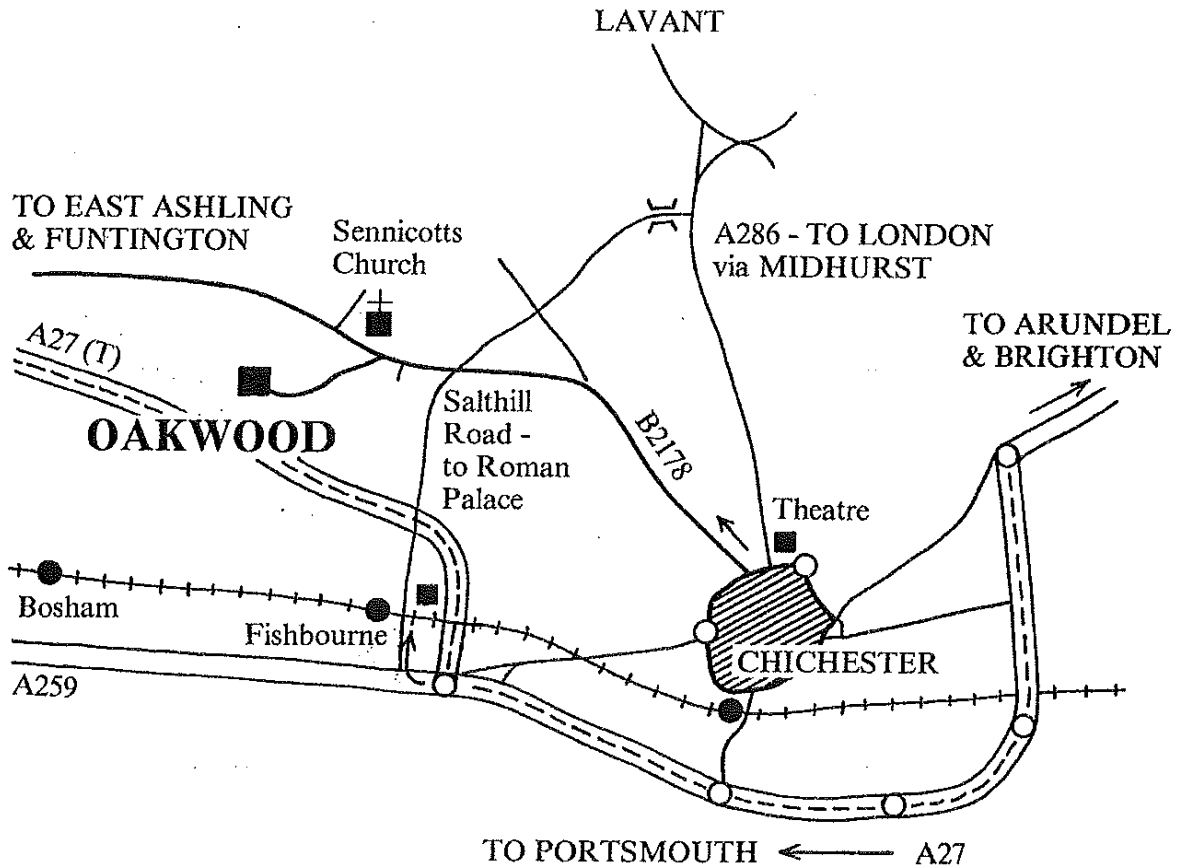 LAVANT
TO EAST ASHLING
& FUNTINGTON
Sennicotts
Church
A286 - TO LONDON
via MIDHURST
TO ARUNDEL
& BRIGHTON
A27 (T)
OAKWOOD
Salthill
Road -
to Roman
Palace
B2178
Theatre
Bosham
Fishbourne
CHICHESTER
A259
TO PORTSMOUTH
A27